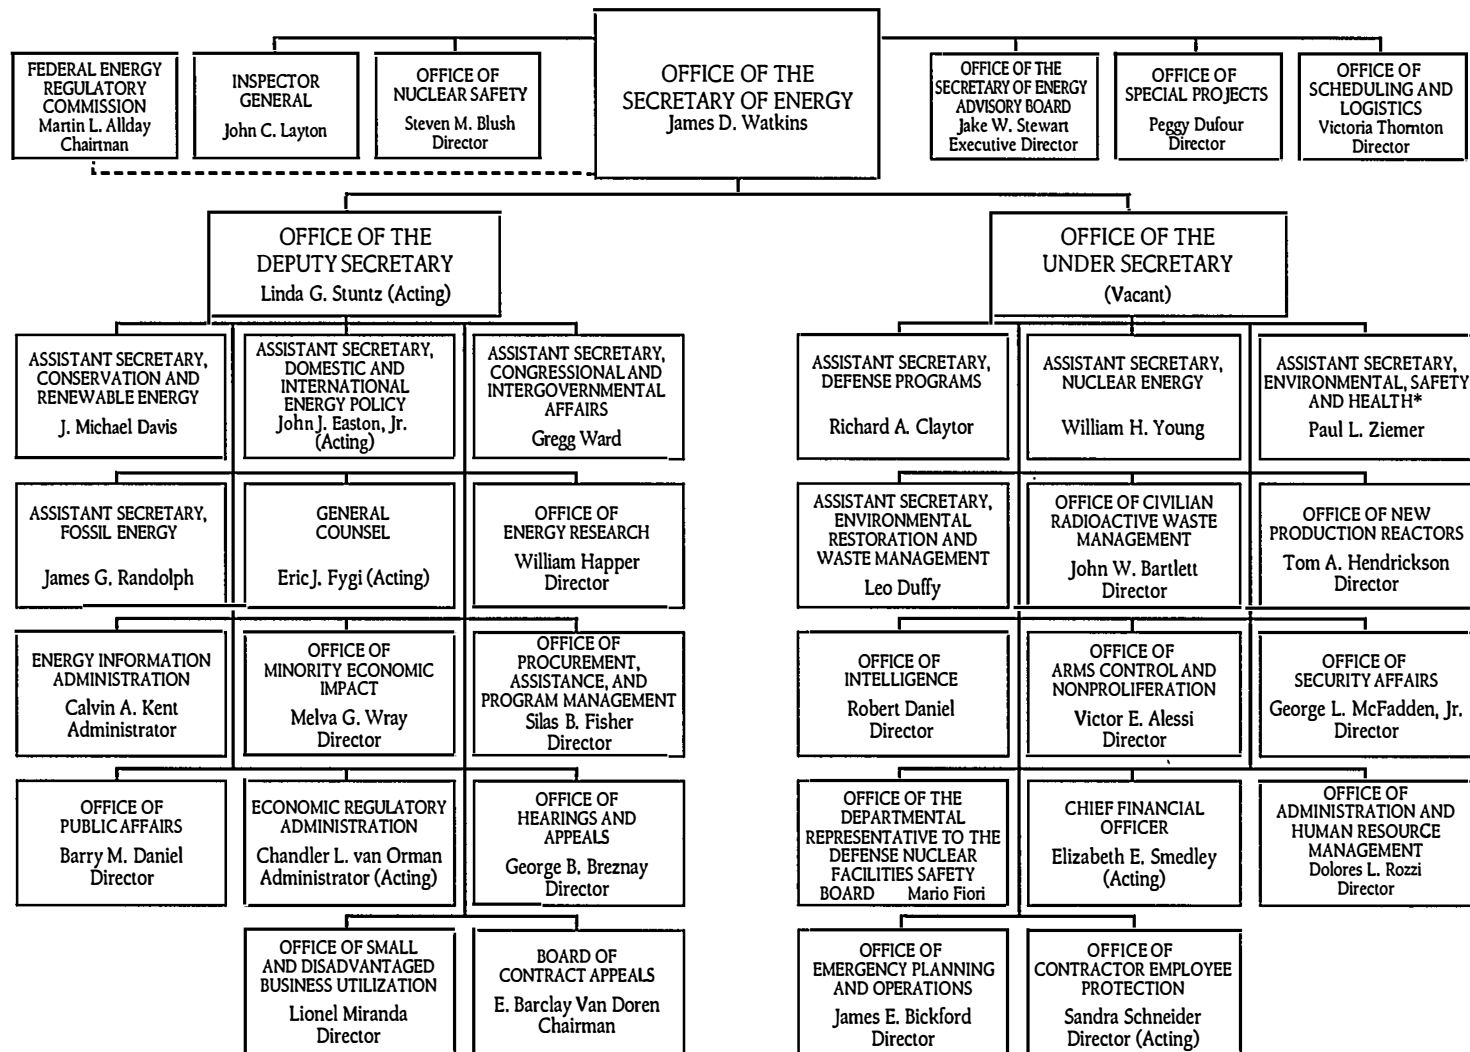 FEDERAL ENERGY
REGULATORY
COMMISSION
Martin L. Allday
Chairman
INSPECTOR
GENERAL
John C. Layton
OFFICE OF
NUCLEAR SAFETY
Steven M. Blush
Director
OFFICE OF THE
SECRETARY OF ENERGY
James D. Watkins
OFFICE OF THE
SECRETARY OF ENERGY
ADVISORY BOARD
Jake W. Stewart
Executive Director
OFFICE OF
SPECIAL PROJECTS
Peggy Dufour
Director
OFFICE OF
SCHEDULING AND
LOGISTICS
Victoria Thornton
Director
OFFICE OF THE
DEPUTY SECRETARY
Linda G. Stuntz (Acting)
OFFICE OF THE
UNDER SECRETARY
(Vacant)
ASSISTANT SECRETARY,
CONSERVATION AND
RENEWABLE ENERGY
J. Michael Davis
ASSISTANT SECRETARY,
DOMESTIC AND
INTERNATIONAL
ENERGY POLICY
John J. Easton, Jr.
(Acting)
ASSISTANT SECRETARY,
CONGRESSIONAL AND
INTERGOVERNMENTAL
AFFAIRS
Gregg Ward
ASSISTANT SECRETARY,
DEFENSE PROGRAMS
Richard A. Claytor
ASSISTANT SECRETARY,
NUCLEAR ENERGY
William H. Young
ASSISTANT SECRETARY,
ENVIRONMENTAL, SAFETY
AND HEALTH*
Paul L. Ziemer
ASSISTANT SECRETARY,
FOSSIL ENERGY
James G. Randolph
GENERAL
COUNSEL
Eric J. Fygi (Acting)
OFFICE OF
ENERGY RESEARCH
William Happer
Director
ASSISTANT SECRETARY,
ENVIRONMENTAL
RESTORATION AND
WASTE MANAGEMENT
Leo Duffy
OFFICE OF CIVILIAN
RADIOACTIVE WASTE
MANAGEMENT
John W. Bartlett
Director
OFFICE OF NEW
PRODUCTION REACTORS
Tom A. Hendrickson
Director
ENERGY INFORMATION
ADMINISTRATION
Calvin A. Kent
Administrator
OFFICE OF
MINORITY ECONOMIC
IMPACT
Melva G. Wray
Director
OFFICE OF
PROCUREMENT,
ASSISTANCE, AND
PROGRAM MANAGEMENT
Silas B. Fisher
Director
OFFICE OF
INTELLIGENCE
Robert Daniel
Director
OFFICE OF
ARMS CONTROL AND
NONPROLIFERATION
Victor E. Alessi
Director
OFFICE OF
SECURITY AFFAIRS
George L. McFadden, Jr.
Director
OFFICE OF
PUBLIC AFFAIRS
Barry M. Daniel
Director
ECONOMIC REGULATORY
ADMINISTRATION
Chandler L. van Orman
Administrator (Acting)
OFFICE OF
HEARINGS AND
APPEALS
George B. Breznay
Director
OFFICE OF THE
DEPARTMENTAL
REPRESENTATIVE TO THE
DEFENSE NUCLEAR
FACILITIES SAFETY
BOARD Mario Fiori
CHIEF FINANCIAL
OFFICER
Elizabeth E. Smedley
(Acting)
OFFICE OF
ADMINISTRATION AND
HUMAN RESOURCE
MANAGEMENT
Dolores L. Rozzi
Director
OFFICE OF SMALL
AND DISADVANTAGED
BUSINESS UTILIZATION
Lionel Miranda
Director
BOARD OF
CONTRACT APPEALS
E. Barclay Van Doren
Chairman
OFFICE OF
EMERGENCY PLANNING
AND OPERATIONS
James E. Bickford
Director
OFFICE OF
CONTRACTOR EMPLOYEE
PROTECTION
Sandra Schneider
Director (Acting)